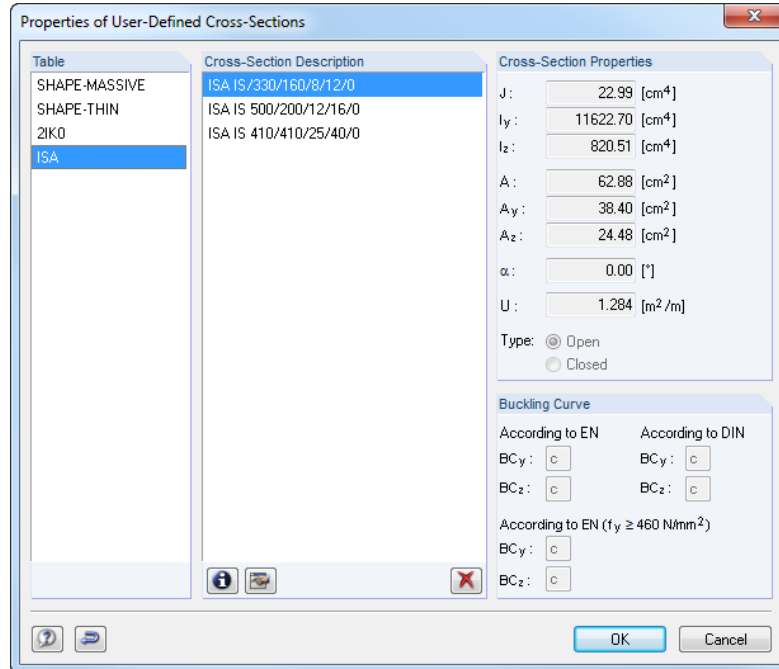 Properties of User-Defined Cross-Sections
Table
SHAPE-MASSIVE
SHAPE-THIN
2IK0
ISA
Cross-Section Description
ISA IS/330/160/8/12/0
ISA IS 500/200/12/16/0
ISA IS 410/410/25/40/0
Cross-Section Properties
J : 22.99 [cm4]
Iy : 11622.70 [cm4]
Iz : 820.51 [cm4]
A : 62.88 [cm2]
Ay : 38.40 [cm2]
Az : 24.48 [cm2]
α : 0.00 [°]
U : 1.284 [m2/m]
Type: Open
Closed
Buckling Curve
According to EN According to DIN
BCy : c BCy : c
BCz : c BCz : c
According to EN (fy ≥ 460 N/mm2)
BCy : c
BCz : c
OK Cancel